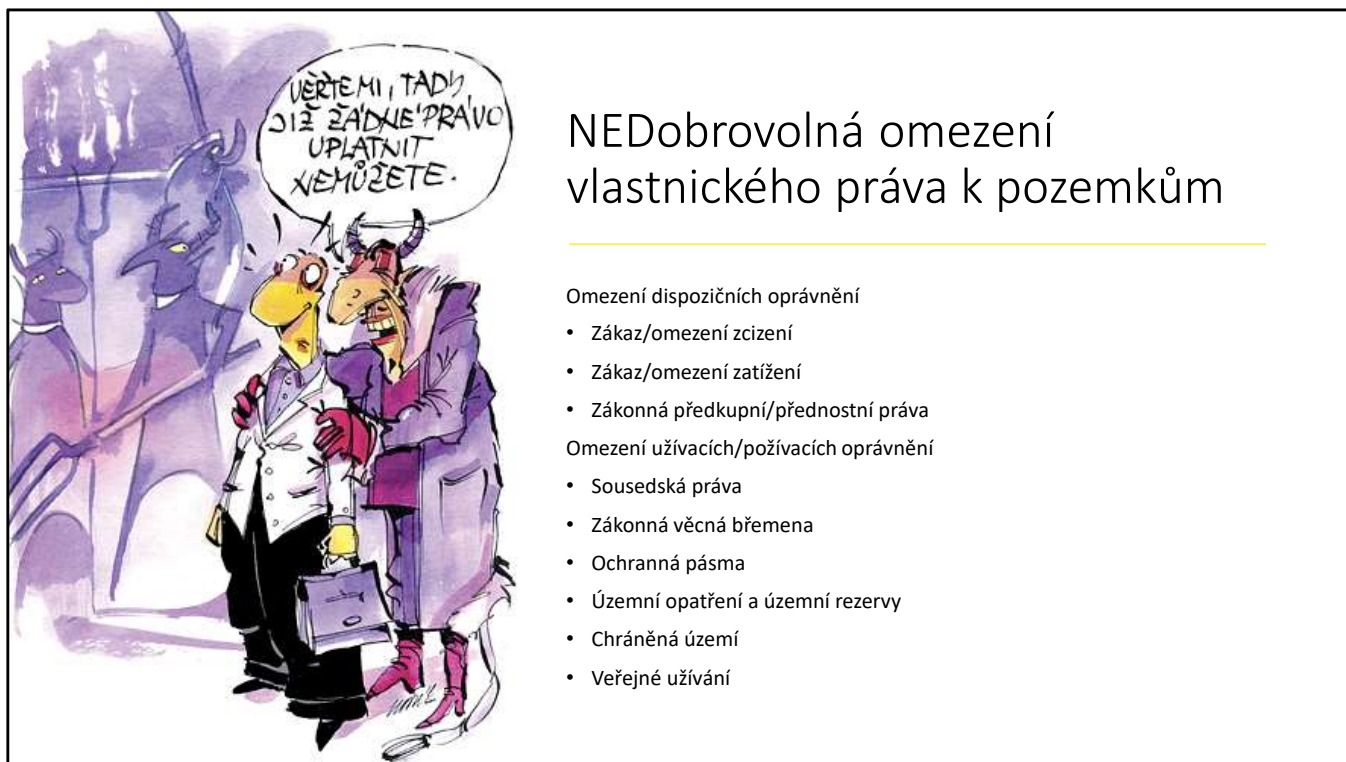 VĚŘTE MI, TADY
JIŽ ŽÁDNÉ PRÁVO
UPLATNIT
NEMŮŽETE.
NEDobrovolná omezení
vlastnického práva k pozemkům
Omezení dispozičních oprávnění
• Zákaz/omezení zcizení
• Zákaz/omezení zatížení
• Zákonná předkupní/přednostní práva
Omezení užívacích/požívacích oprávnění
• Sousedská práva
• Zákonná věcná břemena
• Ochranná pásma
• Územní opatření a územní rezervy
• Chráněná území
• Veřejné užívání